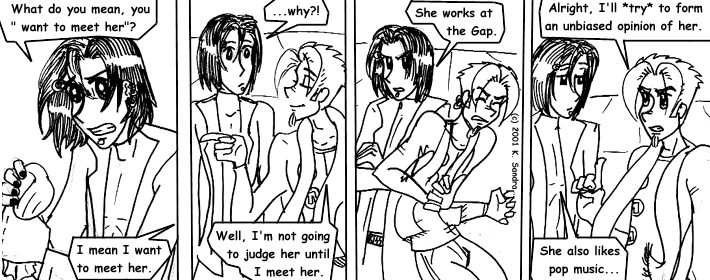 What do you mean, you
" want to meet her"?
I mean I want
to meet her.
...why?!
Well, I'm not going
to judge her until
I meet her.
She works at
the Gap.
(c) 2001 K. Sandra
Alright, I'll *try* to form
an unbiased opinion of her.
She also likes
pop music...